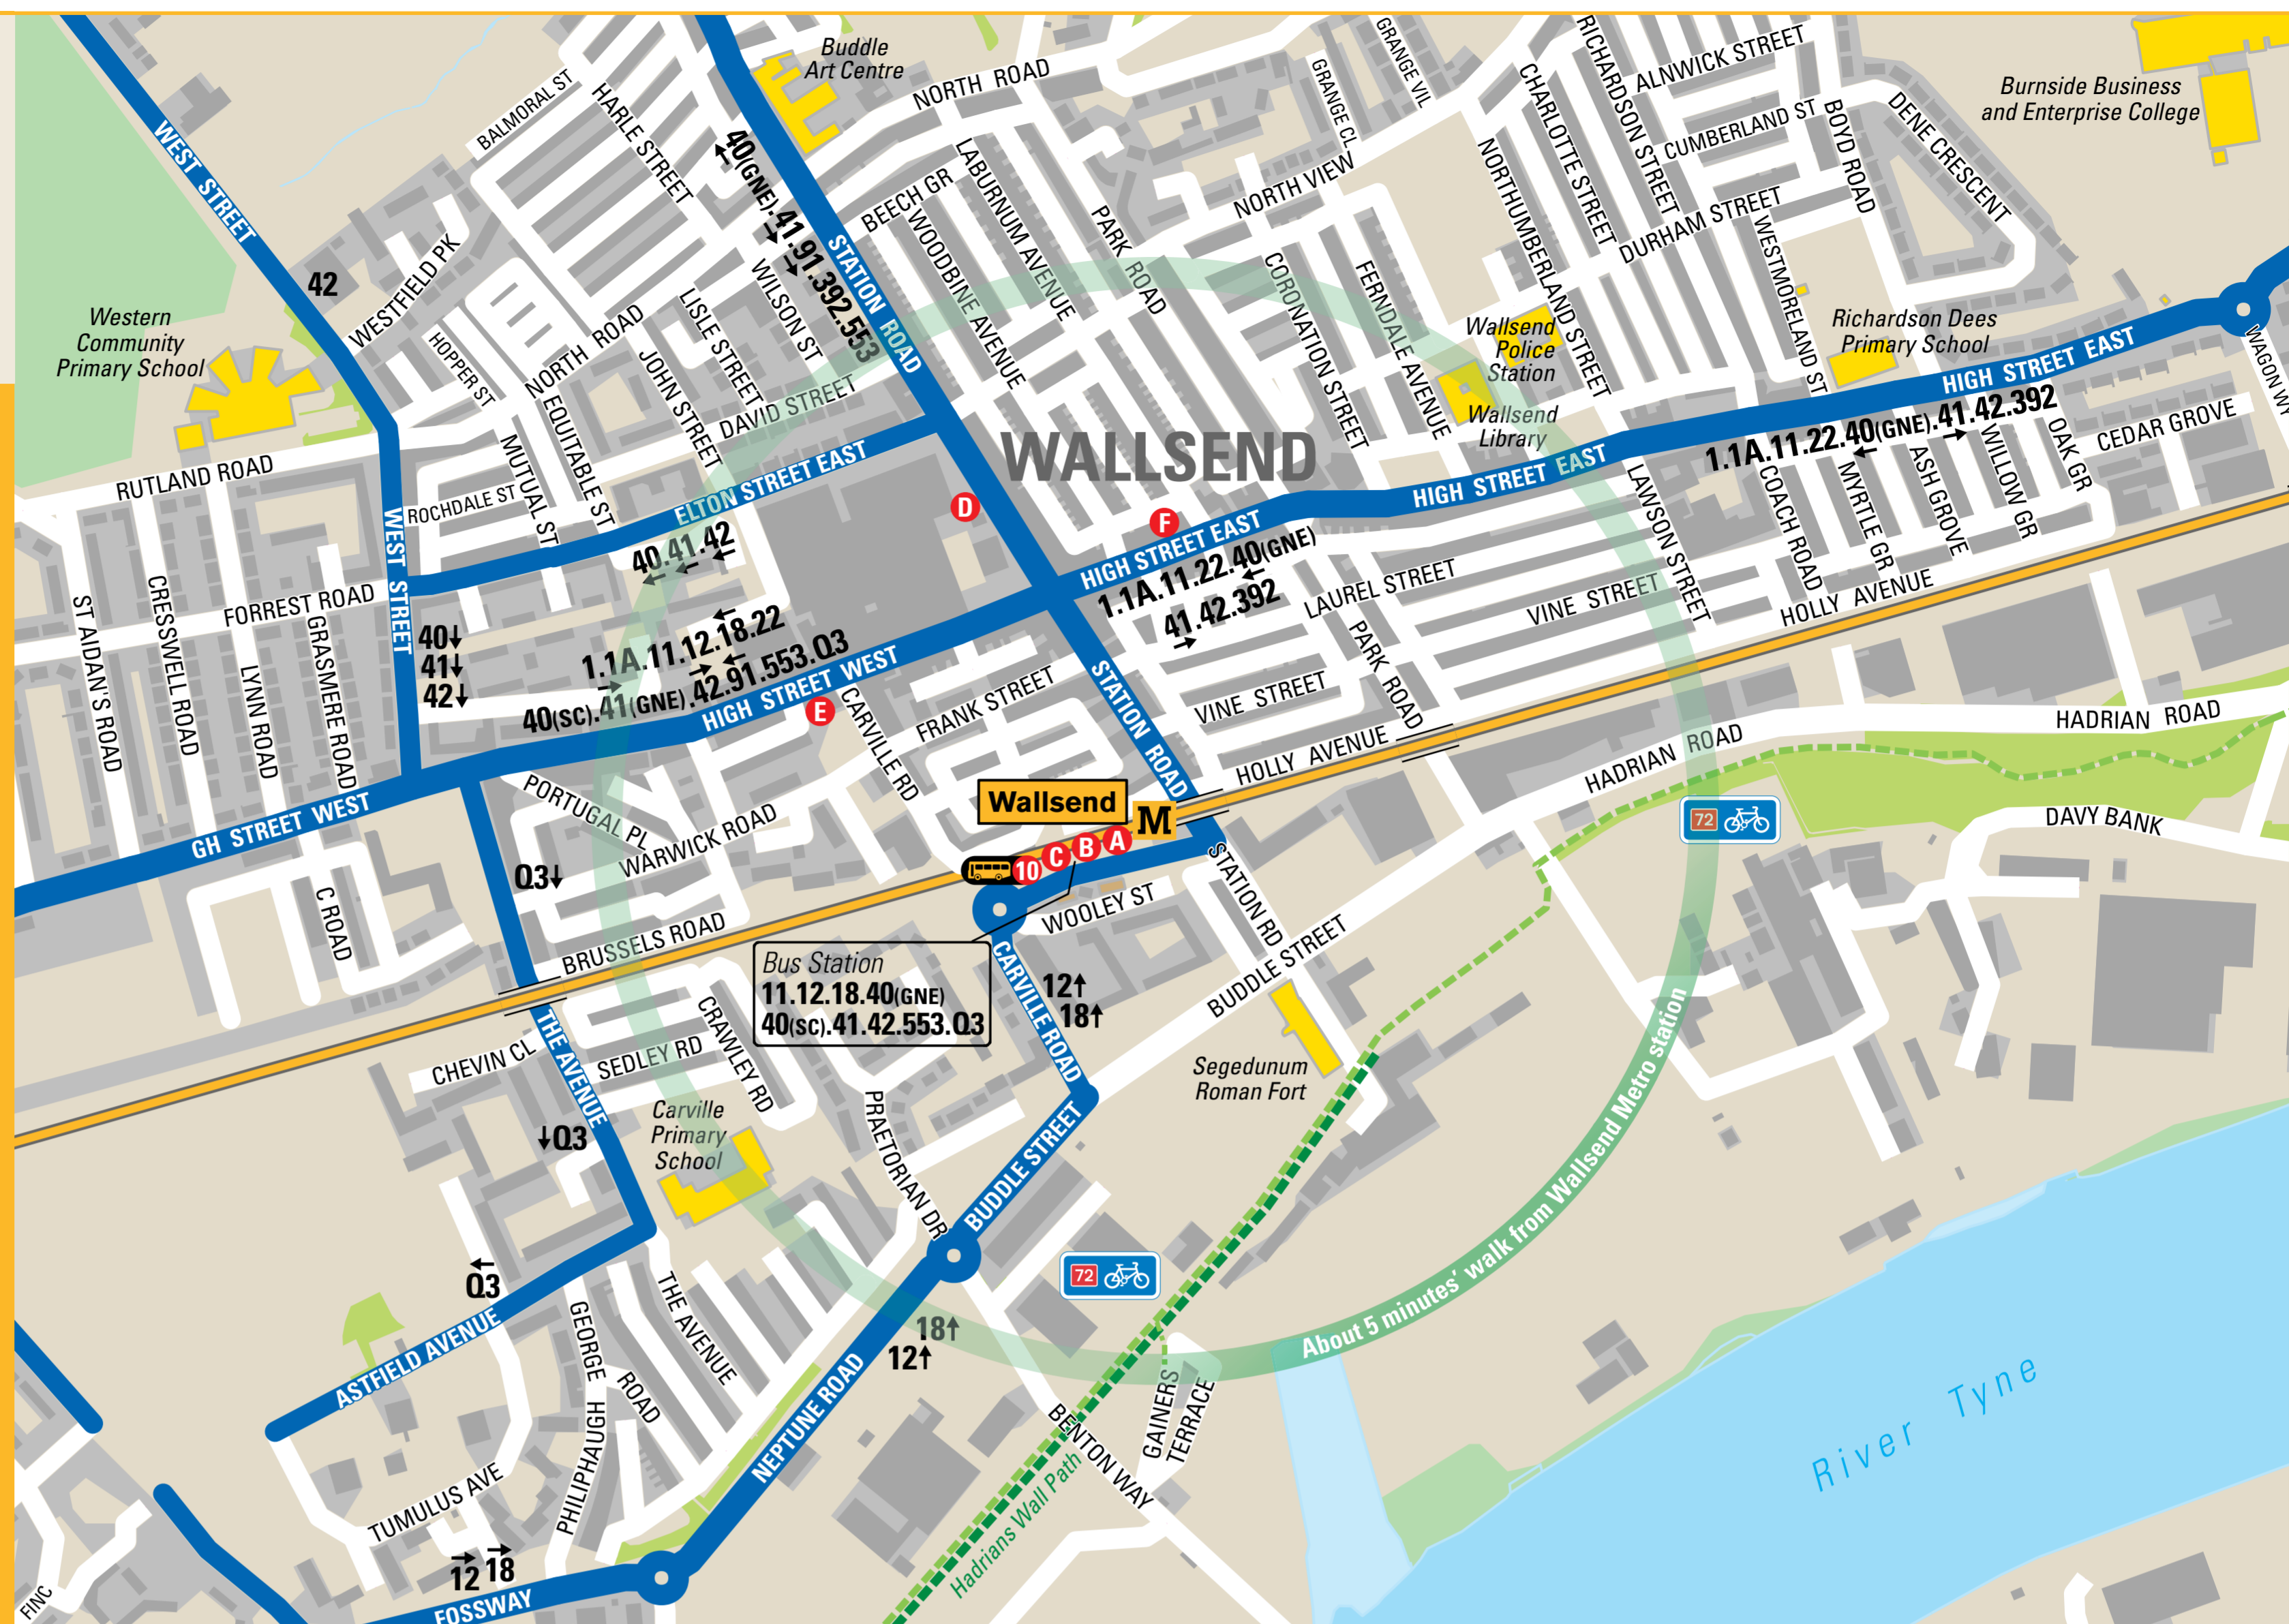 Buddle
Art Centre
NORTH ROAD
GRANGE VIL
GRANGE CL
RICHARDSON STREET
ALNWICK STREET
CHARLOTTE STREET
CUMBERLAND ST
BOYD ROAD
DENE CRESCENT
Burnside Business
and Enterprise College
WEST STREET
BALMORAL ST
HARLE STREET
40(GNE).41.91.392.553
STATION ROAD
BEECH GR
WOODBINE AVENUE
LABURNUM AVENUE
PARK ROAD
NORTH VIEW
NORTHUMBERLAND STREET
DURHAM STREET
WESTMORELAND ST
CORONATION STREET
FERNDALE AVENUE
42
WESTFIELD PK
HOPPER ST
NORTH ROAD
LISLE STREET
WILSON ST
JOHN STREET
DAVID STREET
Western
Community
Primary School
Wallsend
Police
Station
Wallsend
Library
Richardson Dees
Primary School
HIGH STREET EAST
WAGON WY
1.1A.11.22.40(GNE).41.42.392
COACH ROAD
MYRTLE GR
ASH GROVE
WILLOW GR
OAK GR
CEDAR GROVE
RUTLAND ROAD
ROCHDALE ST
MUTUAL ST
EQUITABLE ST
ELTON STREET EAST
40.41.42
WALLSEND
D
F
HIGH STREET EAST
HIGH STREET EAST
1.1A.11.22.40(GNE)
41.42.392
LAUREL STREET
LAWSON STREET
VINE STREET
HOLLY AVENUE
WEST STREET
FORREST ROAD
ST AIDAN'S ROAD
CRESSWELL ROAD
LYNN ROAD
GRASMERE ROAD
40↓
41↓
42↓
1.1A.11.12.18.22
40(SC).41(GNE).42.91.553.Q3
HIGH STREET WEST
E
CARVILLE RD
FRANK STREET
STATION ROAD
VINE STREET
PARK ROAD
HOLLY AVENUE
HADRIAN ROAD
HADRIAN ROAD
DAVY BANK
72
GH STREET WEST
PORTUGAL PL
WARWICK ROAD
Q3↓
C ROAD
BRUSSELS ROAD
Wallsend
M
10 C B A
WOOLEY ST
STATION RD
BUDDLE STREET
Bus Station
11.12.18.40(GNE)
40(SC).41.42.553.Q3
CARVILLE ROAD
12↑
18↑
Segedunum
Roman Fort
THE AVENUE
CHEVIN CL
SEDLEY RD
CRAWLEY RD
↓Q3
Carville
Primary
School
PRAETORIAN DR
BUDDLE STREET
72
About 5 minutes' walk from Wallsend Metro station
Q3
ASTFIELD AVENUE
GEORGE ROAD
THE AVENUE
18↑
12↑
NEPTUNE ROAD
GAINERS
TERRACE
BENTON WAY
Hadrians Wall Path
River Tyne
TUMULUS AVE
PHILIPHAUGH
12 18
FOSSWAY
FINC